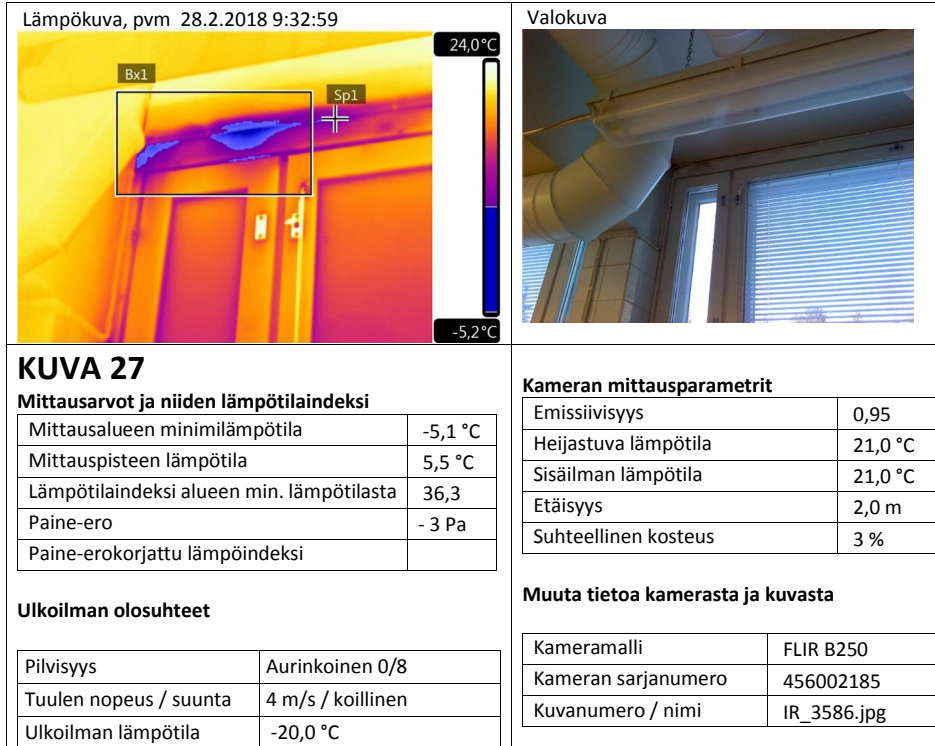 Lämpökuva, pvm 28.2.2018 9:32:59
24,0°C
Bx1
Sp1
-5,2°C
Valokuva
KUVA 27
Mittausarvot ja niiden lämpötilaindeksi
Mittausalueen minimilämpötila -5,1 °C
Mittauspisteen lämpötila 5,5 °C
Lämpötilaindeksi alueen min. lämpötilasta 36,3
Paine-ero - 3 Pa
Paine-erokorjattu lämpöindeksi
Ulkoilman olosuhteet
Pilvisyys Aurinkoinen 0/8
Tuulen nopeus / suunta 4 m/s / koillinen
Ulkoilman lämpötila -20,0 °C
Kameran mittausparametrit
Emissiivisyys 0,95
Heijastuva lämpötila 21,0 °C
Sisäilman lämpötila 21,0 °C
Etäisyys 2,0 m
Suhteellinen kosteus 3 %
Muuta tietoa kamerasta ja kuvasta
Kameramalli FLIR B250
Kameran sarjanumero 456002185
Kuvanumero / nimi IR_3586.jpg